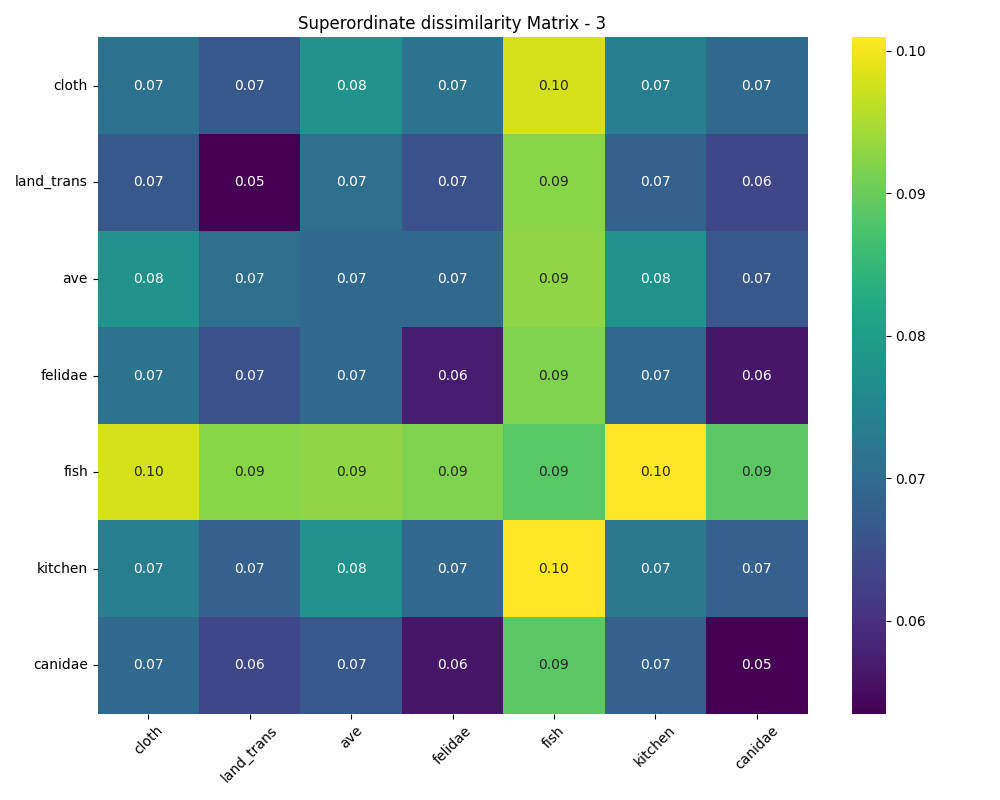 Superordinate dissimilarity Matrix - 3
cloth 0.07 0.07 0.08 0.07 0.10 0.07 0.07
land_trans 0.07 0.05 0.07 0.07 0.09 0.07 0.06
ave 0.08 0.07 0.07 0.07 0.09 0.08 0.07
felidae 0.07 0.07 0.07 0.06 0.09 0.07 0.06
fish 0.10 0.09 0.09 0.09 0.09 0.10 0.09
kitchen 0.07 0.07 0.08 0.07 0.10 0.07 0.07
canidae 0.07 0.06 0.07 0.06 0.09 0.07 0.05
cloth land_trans ave felidae fish kitchen canidae
0.10
0.09
0.08
0.07
0.06